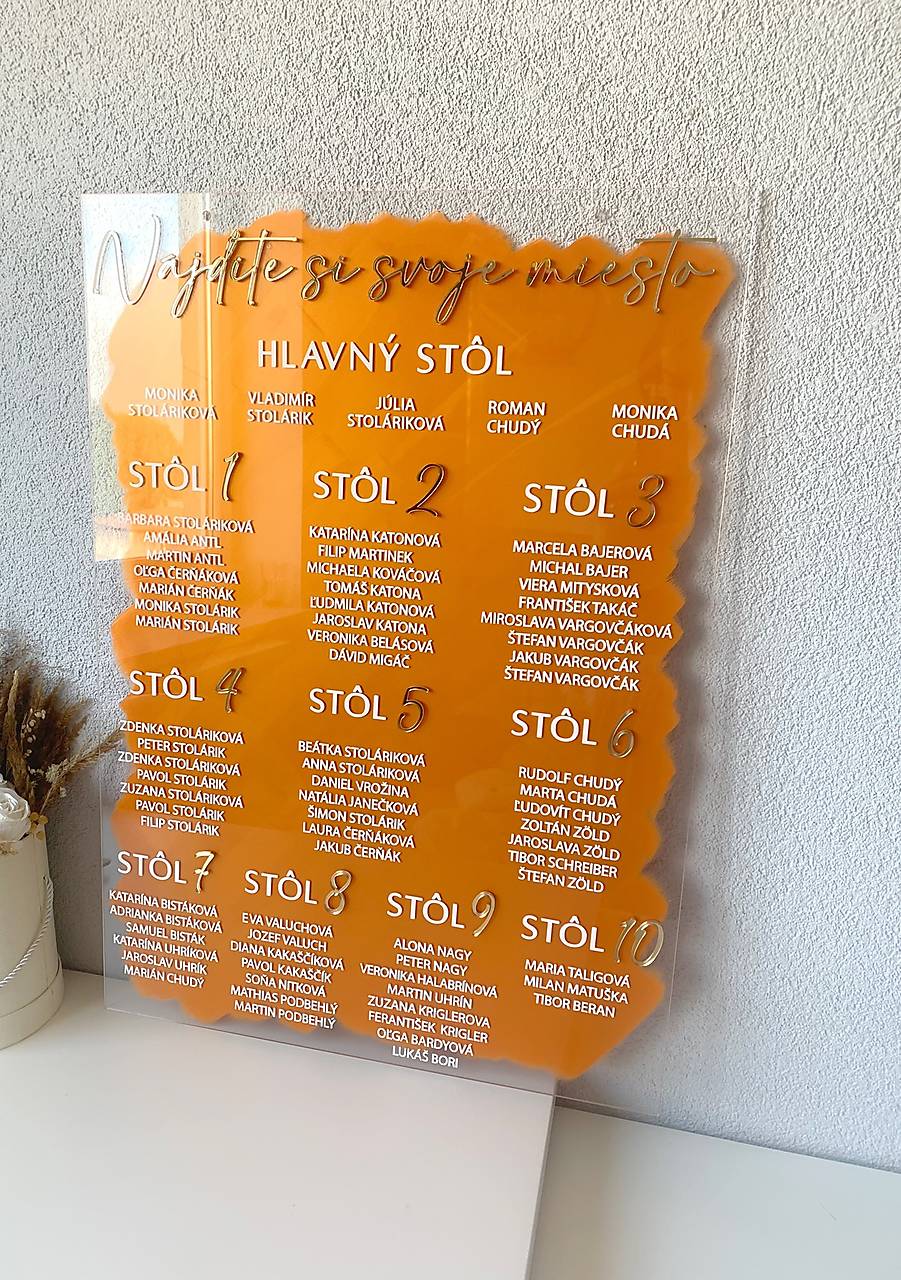 Nájdite si svoje miesto
HLAVNÝ STÔL
MONIKA
STOLÁRIKOVÁ
VLADIMÍR
STOLÁRIK
JÚLIA
STOLÁRIKOVÁ
ROMAN
CHUDÝ
MONIKA
CHUDÁ
STÔL 1
BARBARA STOLÁRIKOVÁ
AMÁLIA ANTL
MARTIN ANTL
OĽGA ČERŇÁKOVÁ
MARIÁN ČERŇÁK
MONIKA STOLÁRIK
MARIÁN STOLÁRIK
STÔL 2
KATARÍNA KATONOVÁ
FILIP MARTINEK
MICHAELA KOVÁČOVÁ
TOMÁŠ KATONA
ĽUDMILA KATONOVÁ
JAROSLAV KATONA
VERONIKA BELÁSOVÁ
DÁVID MIGÁČ
STÔL 3
MARCELA BAJEROVÁ
MICHAL BAJER
VIERA MITYSKOVÁ
FRANTIŠEK TAKÁČ
MIROSLAVA VARGOVČÁKOVÁ
ŠTEFAN VARGOVČÁK
JAKUB VARGOVČÁK
ŠTEFAN VARGOVČÁK
STÔL 4
ZDENKA STOLÁRIKOVÁ
PETER STOLÁRIK
ZDENKA STOLÁRIKOVÁ
PAVOL STOLÁRIK
ZUZANA STOLÁRIKOVÁ
PAVOL STOLÁRIK
FILIP STOLÁRIK
STÔL 5
BEÁTKA STOLÁRIKOVÁ
ANNA STOLÁRIKOVÁ
DANIEL VROŽINA
NATÁLIA JANEČKOVÁ
ŠIMON STOLÁRIK
LAURA ČERŇÁKOVÁ
JAKUB ČERŇÁK
STÔL 6
RUDOLF CHUDÝ
MARTA CHUDÁ
ĽUDOVÍT CHUDÝ
ZOLTÁN ZÖLD
JAROSLAVA ZÖLD
TIBOR SCHREIBER
ŠTEFAN ZÖLD
STÔL 7
KATARÍNA BISTÁKOVÁ
ADRIANKA BISTÁKOVÁ
SAMUEL BISTÁK
KATARÍNA UHRÍKOVÁ
JAROSLAV UHRÍK
MARIÁN CHUDÝ
STÔL 8
EVA VALUCHOVÁ
JOZEF VALUCH
DIANA KAKAŠČÍKOVÁ
PAVOL KAKAŠČÍK
SOŇA NITKOVÁ
MATHIAS PODBEHLÝ
MARTIN PODBEHLÝ
STÔL 9
ALONA NAGY
PETER NAGY
VERONIKA HALABRÍNOVÁ
MARTIN UHRÍN
ZUZANA KRIGLEROVA
FERANTIŠEK KRIGLER
OĽGA BARDYOVÁ
LUKÁŠ BORI
STÔL 10
MARIA TALIGOVÁ
MILAN MATUŠKA
TIBOR BERAN